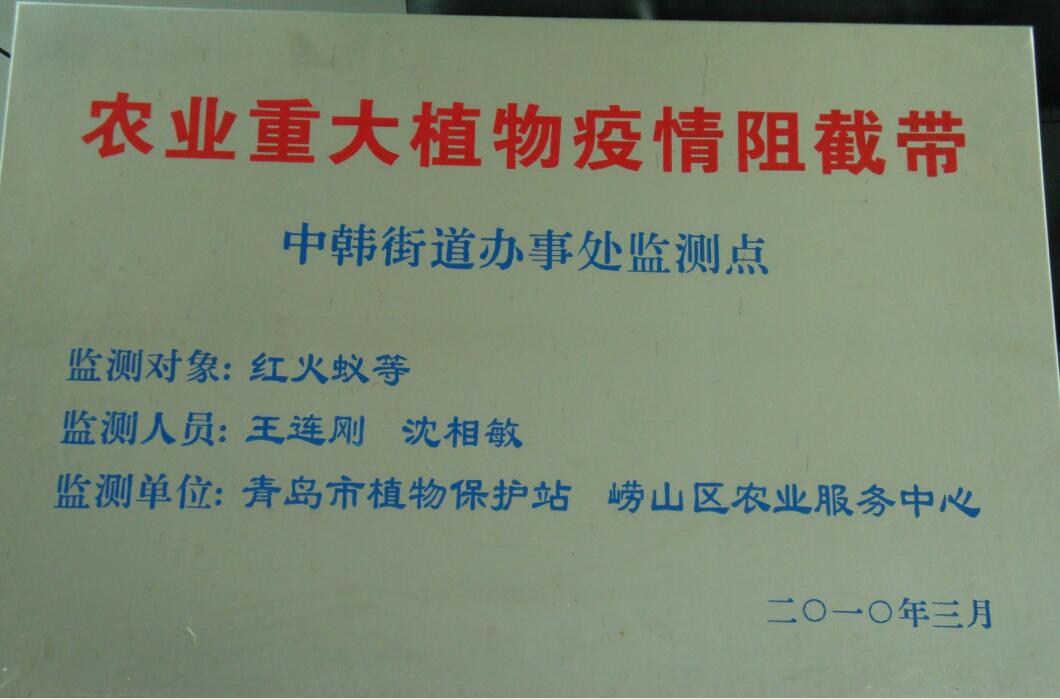 农业重大植物疫情阻截带
中韩街道办事处监测点
监测对象: 红火蚁等
监测人员: 王连刚 沈相敏
监测单位: 青岛市植物保护站 崂山区农业服务中心
二〇一〇年三月